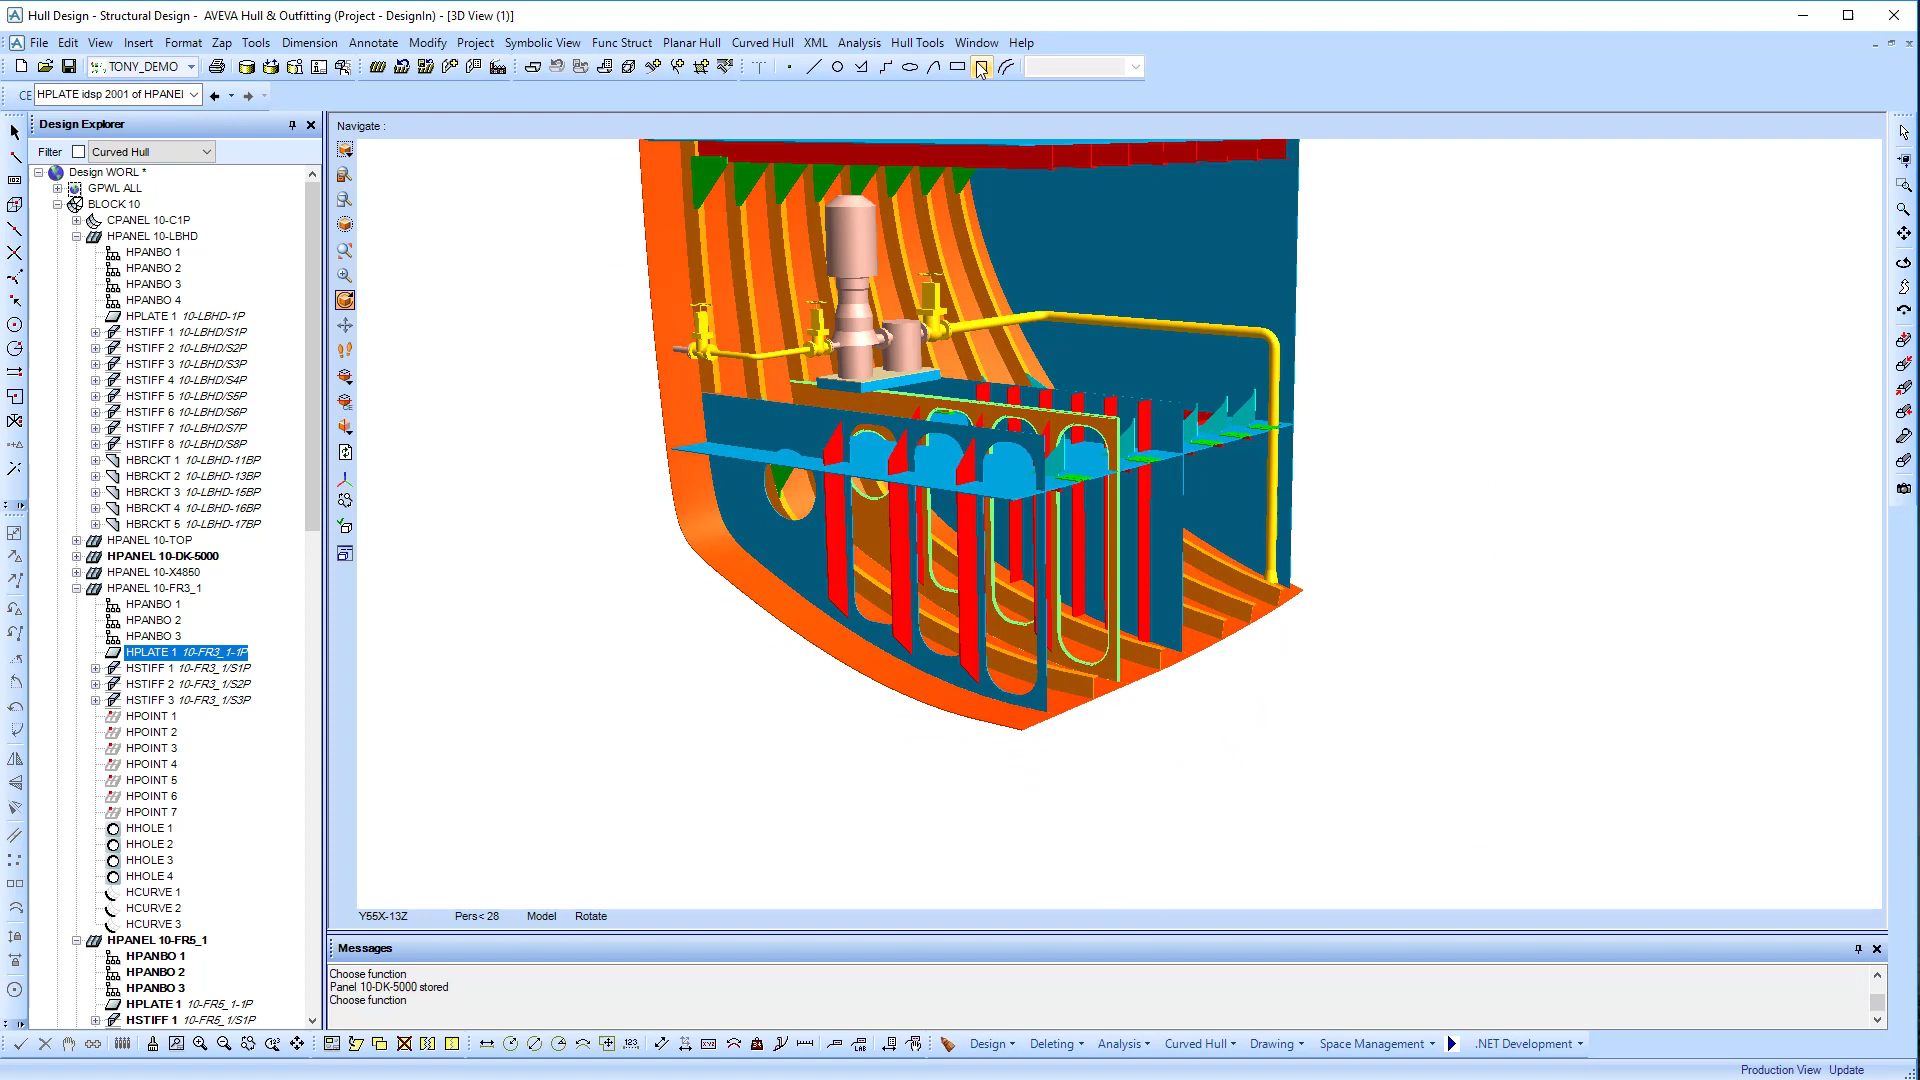 Hull Design - Structural Design - AVEVA Hull & Outfitting (Project - DesignIn) - [3D View (1)]
File Edit View Insert Format Zap Tools Dimension Annotate Modify Project Symbolic View Func Struct Planar Hull Curved Hull XML Analysis Hull Tools Window Help
TONY_DEMO
CE HPLATE idsp 2001 of HPANEI
Design Explorer
Navigate :
Filter Curved Hull
Design WORL *
GPWL ALL
BLOCK 10
CPANEL 10-C1P
HPANEL 10-LBHD
HPANBO 1
HPANBO 2
HPANBO 3
HPANBO 4
HPLATE 1 10-LBHD-1P
HSTIFF 1 10-LBHD/S1P
HSTIFF 2 10-LBHD/S2P
HSTIFF 3 10-LBHD/S3P
HSTIFF 4 10-LBHD/S4P
HSTIFF 5 10-LBHD/S5P
HSTIFF 6 10-LBHD/S6P
HSTIFF 7 10-LBHD/S7P
HSTIFF 8 10-LBHD/S8P
HBRCKT 1 10-LBHD-11BP
HBRCKT 2 10-LBHD-13BP
HBRCKT 3 10-LBHD-15BP
HBRCKT 4 10-LBHD-16BP
HBRCKT 5 10-LBHD-17BP
HPANEL 10-TOP
HPANEL 10-DK-5000
HPANEL 10-X4850
HPANEL 10-FR3_1
HPANBO 1
HPANBO 2
HPANBO 3
HPLATE 1 10-FR3_1-1P
HSTIFF 1 10-FR3_1/S1P
HSTIFF 2 10-FR3_1/S2P
HSTIFF 3 10-FR3_1/S3P
HPOINT 1
HPOINT 2
HPOINT 3
HPOINT 4
HPOINT 5
HPOINT 6
HPOINT 7
HHOLE 1
HHOLE 2
HHOLE 3
HHOLE 4
HCURVE 1
HCURVE 2
HCURVE 3
HPANEL 10-FR5_1
HPANBO 1
HPANBO 2
HPANBO 3
HPLATE 1 10-FR5_1-1P
HSTIFF 1 10-FR5_1/S1P
Y55X-13Z Pers< 28 Model Rotate
Messages
Choose function
Panel 10-DK-5000 stored
Choose function
Design Deleting Analysis Curved Hull Drawing Space Management .NET Development
Production View Update